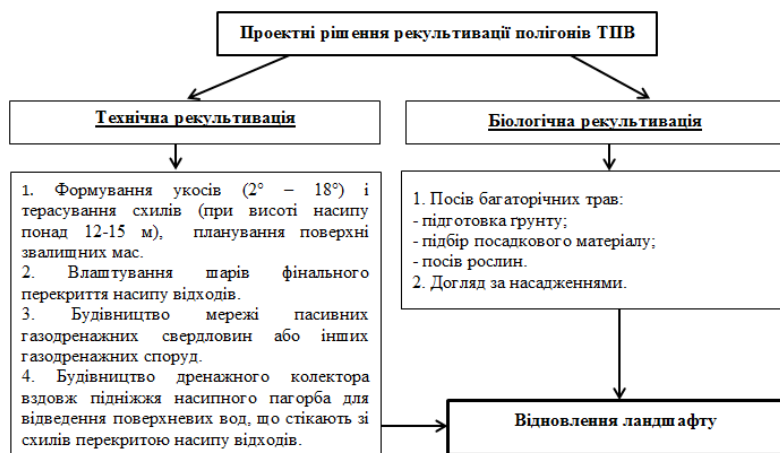 Проектні рішення рекультивації полігонів ТПВ
Технічна рекультивація
1. Формування укосів (2° – 18°) і
терасування схилів (при висоті насипу
понад 12-15 м), планування поверхні
звалищних мас.
2. Влаштування шарів фінального
перекриття насипу відходів.
3. Будівництво мережі пасивних
газодренажних свердловин або інших
газодренажних споруд.
4. Будівництво дренажного колектора
вздовж підніжжя насипного пагорба для
відведення поверхневих вод, що стікають зі
схилів перекритою насипу відходів.
Біологічна рекультивація
1. Посів багаторічних трав:
- підготовка ґрунту;
- підбір посадкового матеріалу;
- посів рослин.
2. Догляд за насадженнями.
Відновлення ландшафту